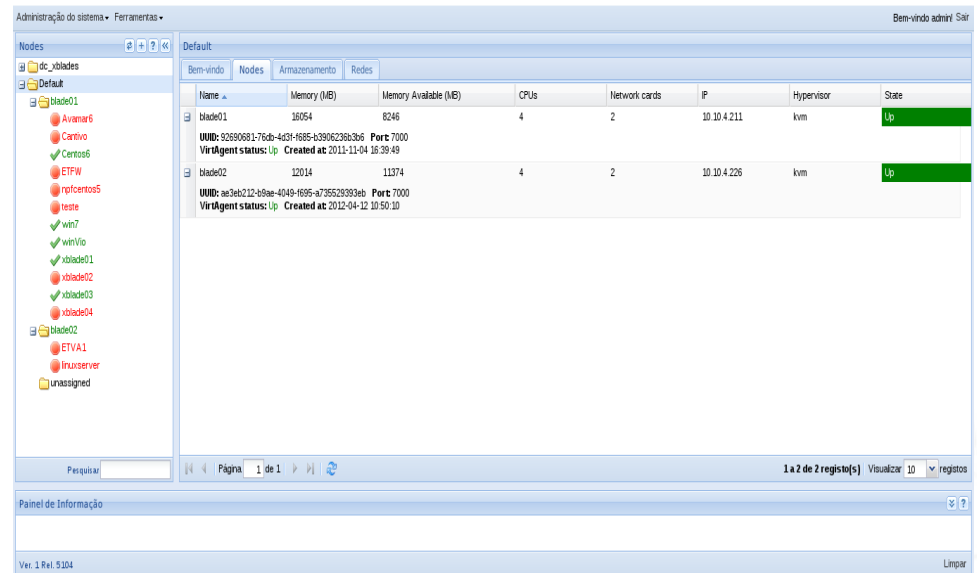 Administração do sistema Ferramentas Bem-vindo admin! Sair
Nodes
dc_xblades
Default
blade01
Avamar6
Cantivo
Centos6
ETFW
npfcentos5
teste
win7
winVio
xblade01
xblade02
xblade03
xblade04
blade02
ETVA1
linuxserver
unassigned
Pesquisar
Default
Bem-vindo Nodes Armazenamento Redes
Name Memory (MB) Memory Available (MB) CPUs Network cards IP Hypervisor State
blade01 16054 8246 4 2 10.10.4.211 kvm Up
UUID: 92690681-76db-4d3f-f685-b3906236b3b6 Port: 7000
VirtAgent status: Up Created at: 2011-11-04 16:39:49
blade02 12014 11374 4 2 10.10.4.226 kvm Up
UUID: ae3eb212-b9ae-4049-f695-a735529393eb Port: 7000
VirtAgent status: Up Created at: 2012-04-12 10:50:10
Página 1 de 1 1 a 2 de 2 registo(s) Visualizar 10 registos
Painel de Informação
Ver. 1 Rel. 5104 Limpar